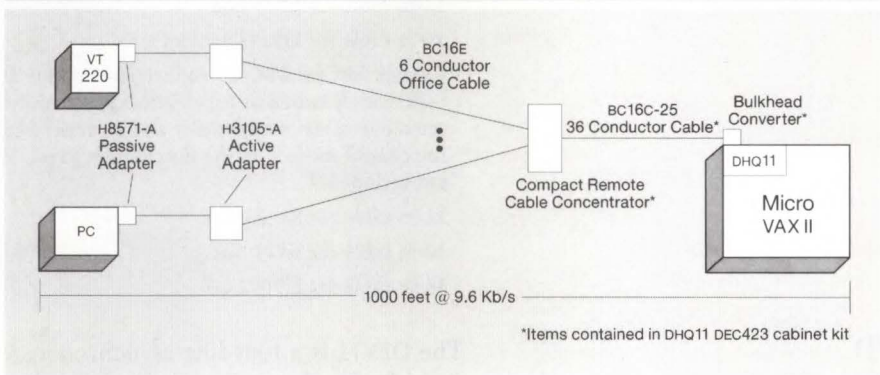 VT
220
H8571-A
Passive
Adapter
H3105-A
Active
Adapter
PC
BC16E
6 Conductor
Office Cable
Compact Remote
Cable Concentrator*
BC16C-25
36 Conductor Cable*
Bulkhead
Converter*
DHQ11
Micro
VAX II
1000 feet @ 9.6 Kb/s
*Items contained in DHQ11 DEC423 cabinet kit